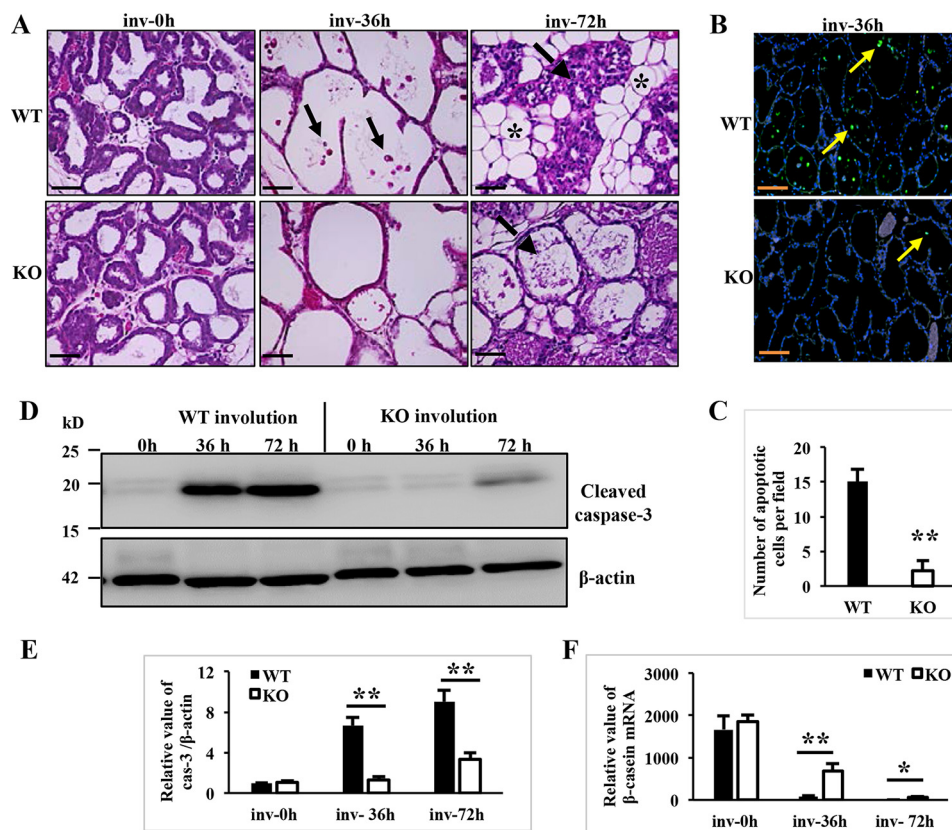 A
inv-0h
inv-36h
inv-72h
B
inv-36h
WT
*
*
WT
KO
KO
D
kD
WT involution
KO involution
0h
36 h
72 h
0 h
36 h
72 h
25
20
15
42
Cleaved
caspase-3
β-actin
C
Number of apoptotic
cells per field
20
15
10
5
0
**
WT
KO
E
Relative value of
cas-3 /β-actin
12
8
4
0
WT
KO
**
**
inv-0h
inv- 36h
inv-72h
F
Relative value of
β-casein mRNA
3000
2000
1000
0
WT
KO
**
*
inv-0h
inv-36h
inv- 72h